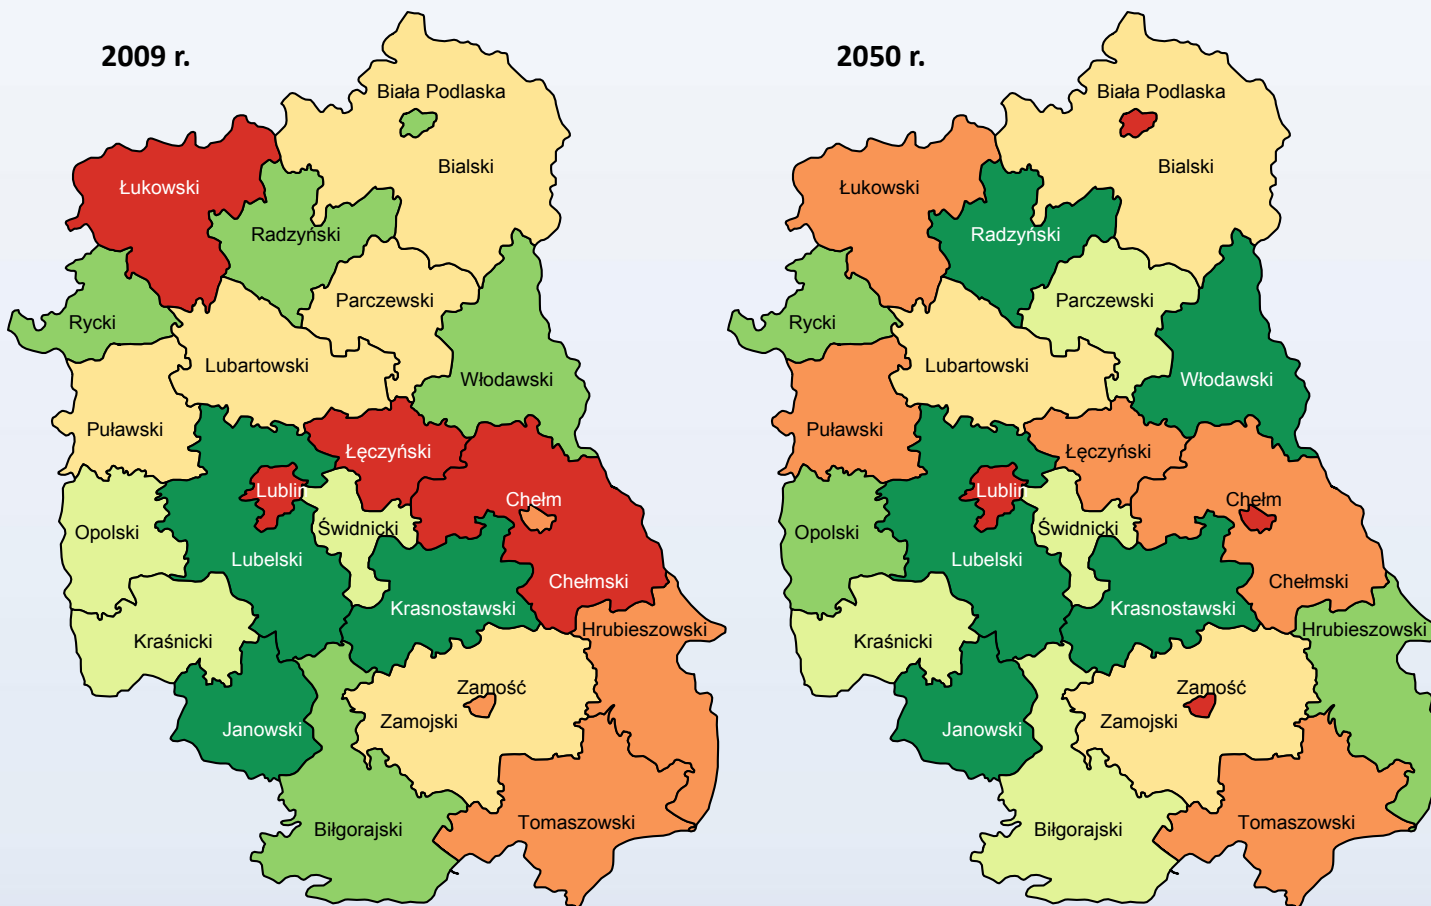 2009 r.
Biała Podlaska
Bialski
Łukowski
Radzyński
Parczewski
Rycki
Lubartowski
Włodawski
Puławski
Łęczyński
Lublin
Chełm
Świdnicki
Opolski
Lubelski
Chełmski
Krasnostawski
Hrubieszowski
Kraśnicki
Zamość
Zamojski
Janowski
Tomaszowski
Biłgorajski
2050 r.
Biała Podlaska
Bialski
Łukowski
Radzyński
Parczewski
Rycki
Lubartowski
Włodawski
Puławski
Łęczyński
Lublin
Chełm
Świdnicki
Opolski
Lubelski
Chełmski
Krasnostawski
Hrubieszowski
Kraśnicki
Zamość
Zamojski
Janowski
Tomaszowski
Biłgorajski